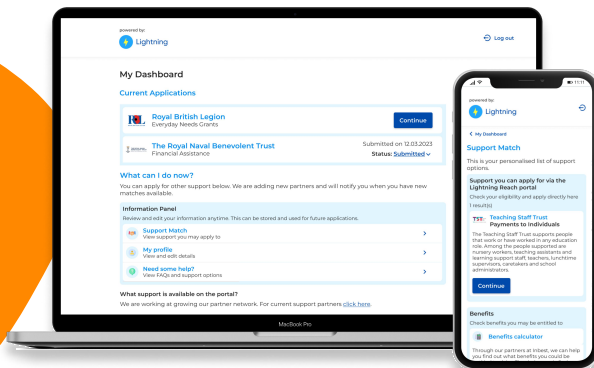 powered by:
Lightning
Log out
My Dashboard
Current Applications
Royal British Legion
Everyday Needs Grants
Continue
The Royal Naval Benevolent Trust
Financial Assistance
Submitted on 12.03.2023
Status: Submitted
What can I do now?
You can apply for other support below. We are adding new partners and will notify you when you have new
matches available.
Information Panel
Review and edit your information anytime. This can be stored and used for future applications.
Support Match
View support you may apply to
My profile
View and edit details
Need some help?
View FAQs and support options
What support is available on the portal?
We are working at growing our partner network. For current support partners click here.
MacBook Pro
11:11
powered by:
Lightning
My Dashboard
Support Match
This is your personalised list of support
options.
Support you can apply for via the
Lightning Reach portal
Check your eligibility and apply directly here
1 result(s)
TST:
Teaching Staff Trust
Payments to Individuals
The Teaching Staff Trust supports people
that work or have worked in any education
role. Among the people supported are
nursery workers, teaching assistants and
learning support staff, teachers, lunchtime
supervisors, caretakers and school
administrators.
Continue
Benefits
Check benefits you may be entitled to
Benefits calculator
Through our partners at inbest, we can help
you find out what benefits you could be